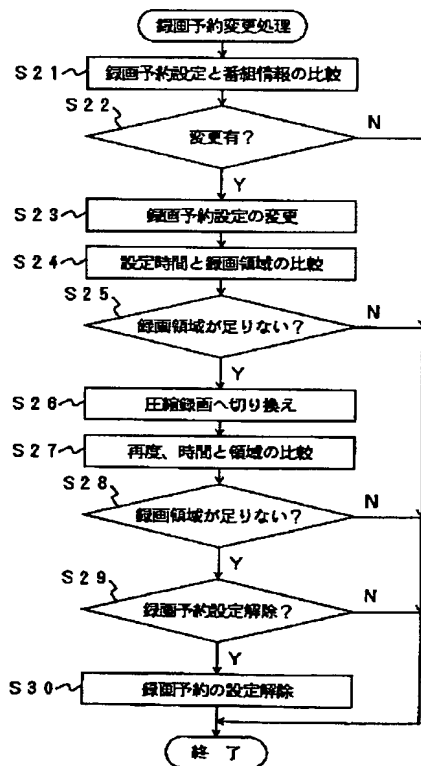 録画予約変更処理
S21 録画予約設定と番組情報の比較
S22
変更有? N
Y
S23 録画予約設定の変更
S24 設定時間と録画領域の比較
S25
録画領域が足りない? N
Y
S26 圧縮録画へ切り換え
S27 再度、時間と領域の比較
S28
録画領域が足りない? N
Y
S29
録画予約設定解除? N
Y
S30 録画予約の設定解除
終 了